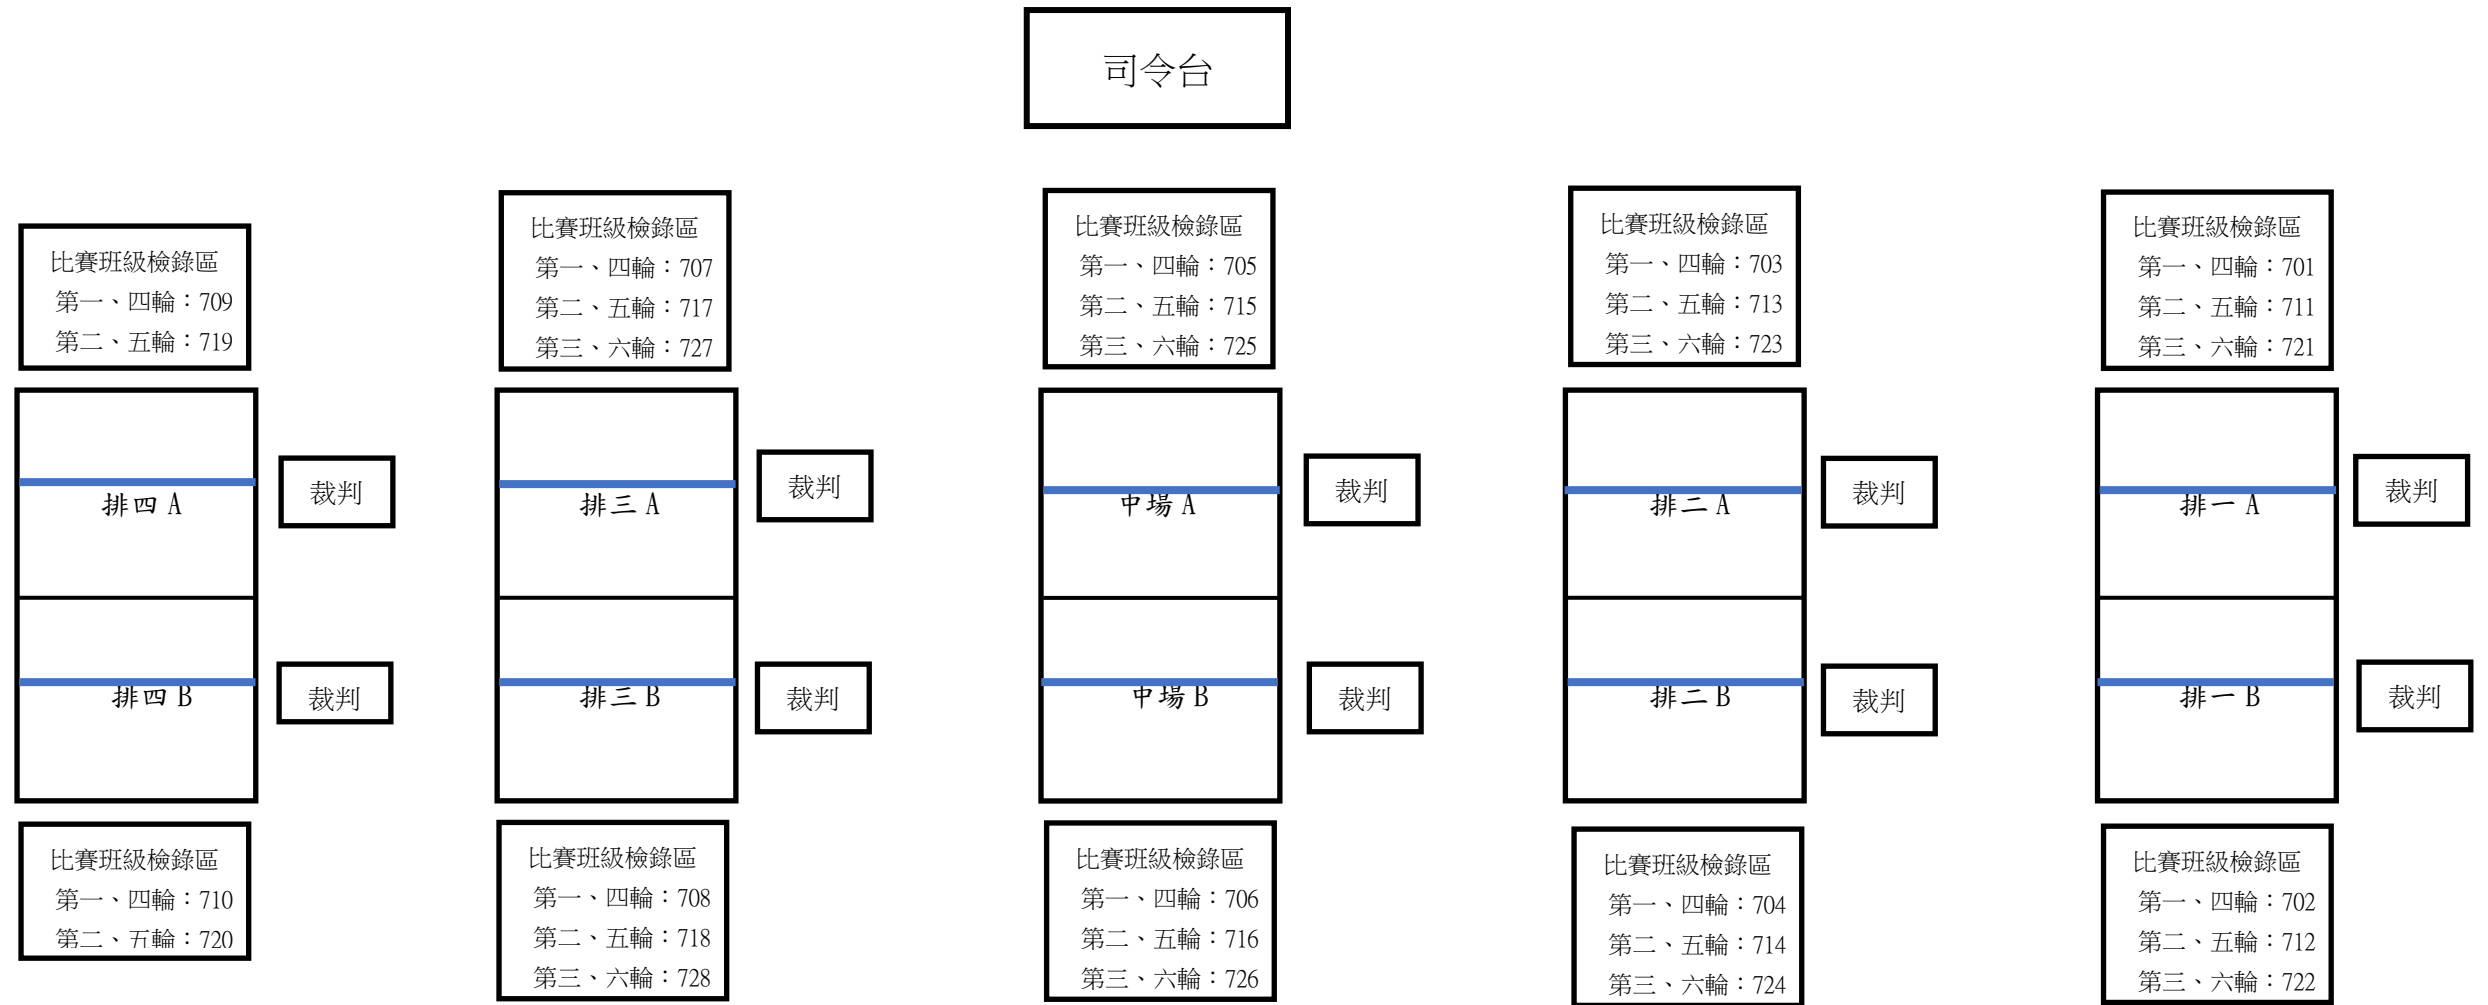 司令台
比賽班級檢錄區
第一、四輪：709
第二、五輪：719
比賽班級檢錄區
第一、四輪：707
第二、五輪：717
第三、六輪：727
比賽班級檢錄區
第一、四輪：705
第二、五輪：715
第三、六輪：725
比賽班級檢錄區
第一、四輪：703
第二、五輪：713
第三、六輪：723
比賽班級檢錄區
第一、四輪：701
第二、五輪：711
第三、六輪：721
排四 A
裁判
排三 A
裁判
中場 A
裁判
排二 A
裁判
排一 A
裁判
排四 B
裁判
排三 B
裁判
中場 B
裁判
排二 B
裁判
排一 B
裁判
比賽班級檢錄區
第一、四輪：710
第二、五輪：720
比賽班級檢錄區
第一、四輪：708
第二、五輪：718
第三、六輪：728
比賽班級檢錄區
第一、四輪：706
第二、五輪：716
第三、六輪：726
比賽班級檢錄區
第一、四輪：704
第二、五輪：714
第三、六輪：724
比賽班級檢錄區
第一、四輪：702
第二、五輪：712
第三、六輪：722